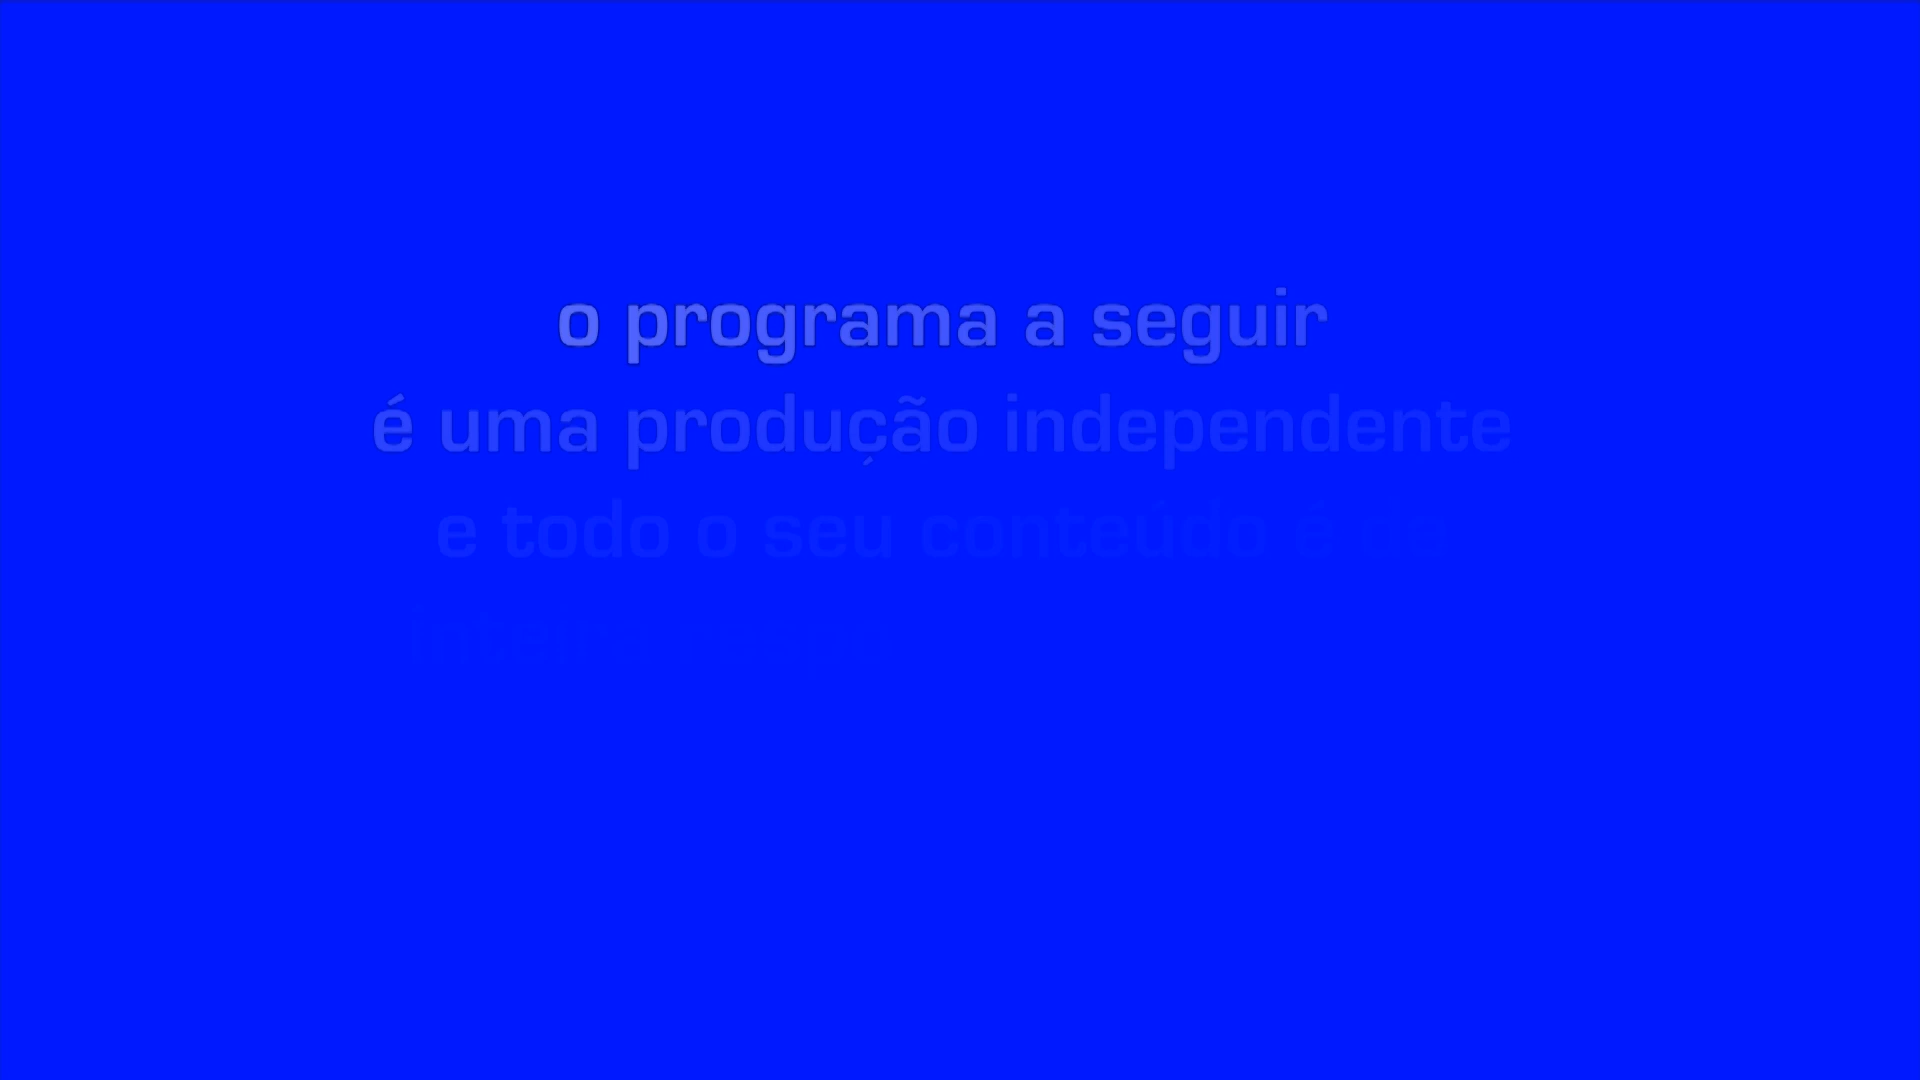 o programa a seguir
é uma produção independente
e todo o seu conteúdo é de